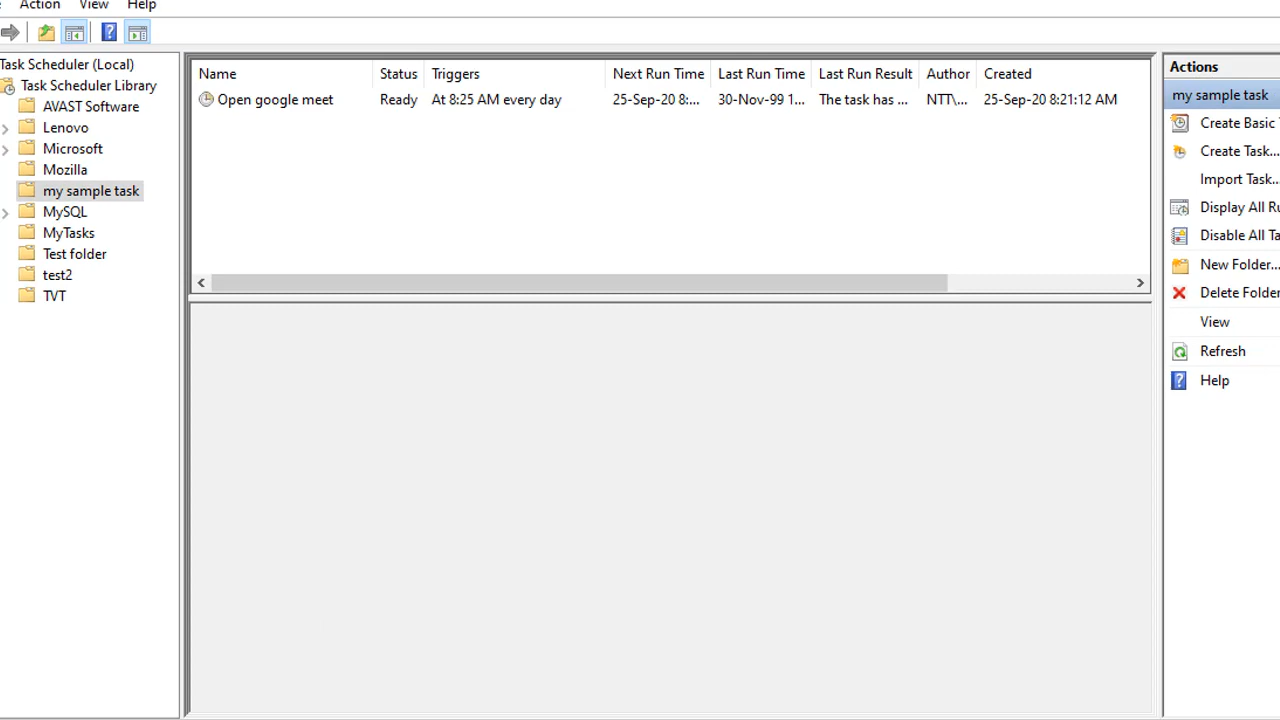 Action View Help
Task Scheduler (Local)
Task Scheduler Library
AVAST Software
Lenovo
Microsoft
Mozilla
my sample task
MySQL
MyTasks
Test folder
test2
TVT
Name Status Triggers Next Run Time Last Run Time Last Run Result Author Created
Open google meet Ready At 8:25 AM every day 25-Sep-20 8:... 30-Nov-99 1... The task has ... NTT\... 25-Sep-20 8:21:12 AM
Actions
my sample task
Create Basic
Create Task...
Import Task...
Display All Ru
Disable All Ta
New Folder...
Delete Folder
View
Refresh
Help